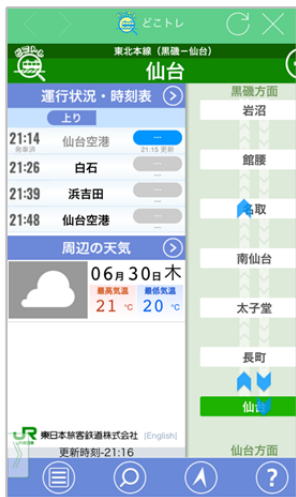 どこトレ
東北本線（黒磯－仙台）
仙台
運行状況・時刻表
上り
21:14 仙台空港 ---
発車済 21:15 更新
21:26 白石 ---
21:39 浜吉田 ---
21:48 仙台空港 ---
周辺の天気
06月30日木
最高気温 最低気温
21 ℃ 20 ℃
JR 東日本旅客鉄道株式会社 [English]
更新時刻-21:16
黒磯方面
岩沼
館腰
名取
南仙台
太子堂
長町
仙台
仙台方面
?